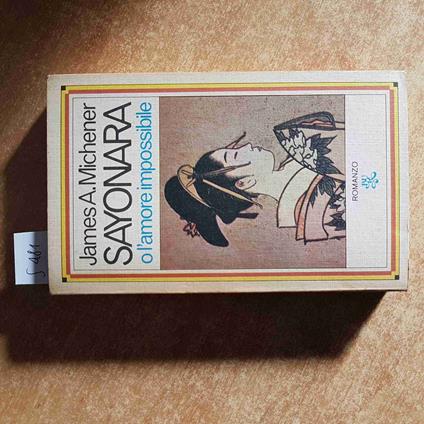 James A. Michener
SAYONARA
o l'amore impossibile
ROMANZO